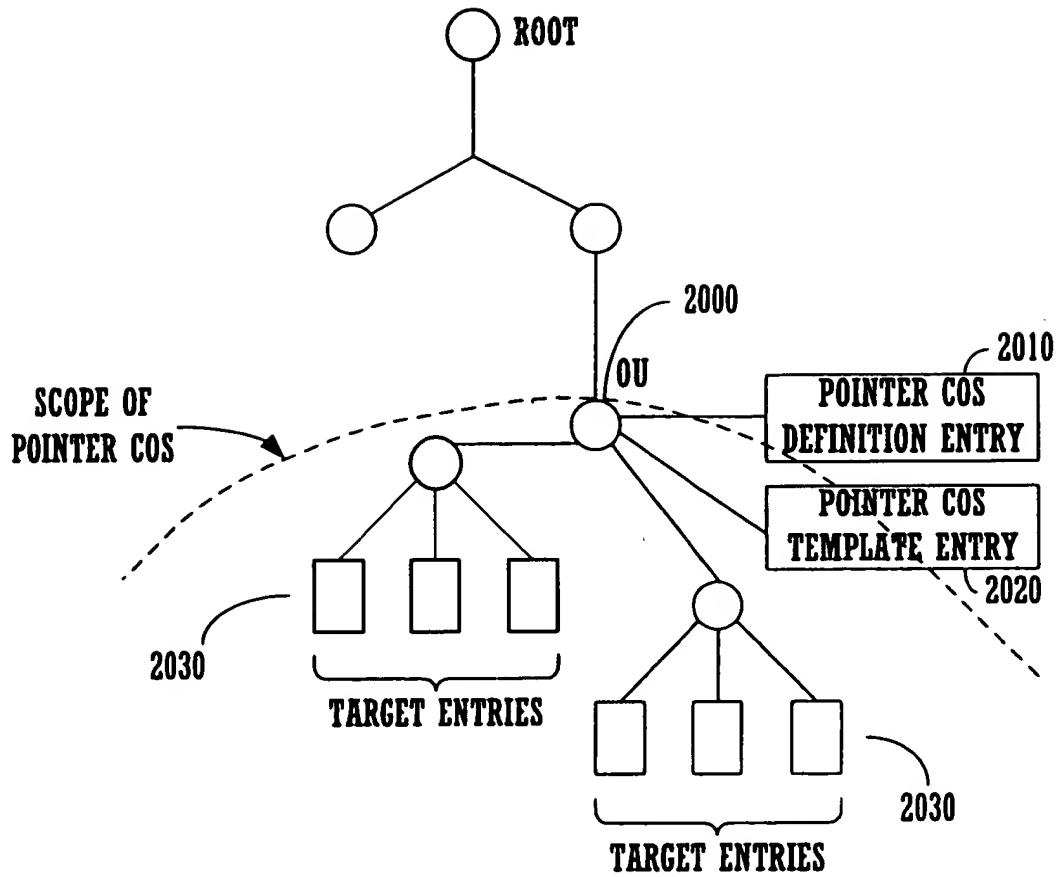 ROOT
2000
2010
OU
POINTER COS
DEFINITION ENTRY
SCOPE OF
POINTER COS
POINTER COS
TEMPLATE ENTRY
2020
2030
TARGET ENTRIES
2030
TARGET ENTRIES